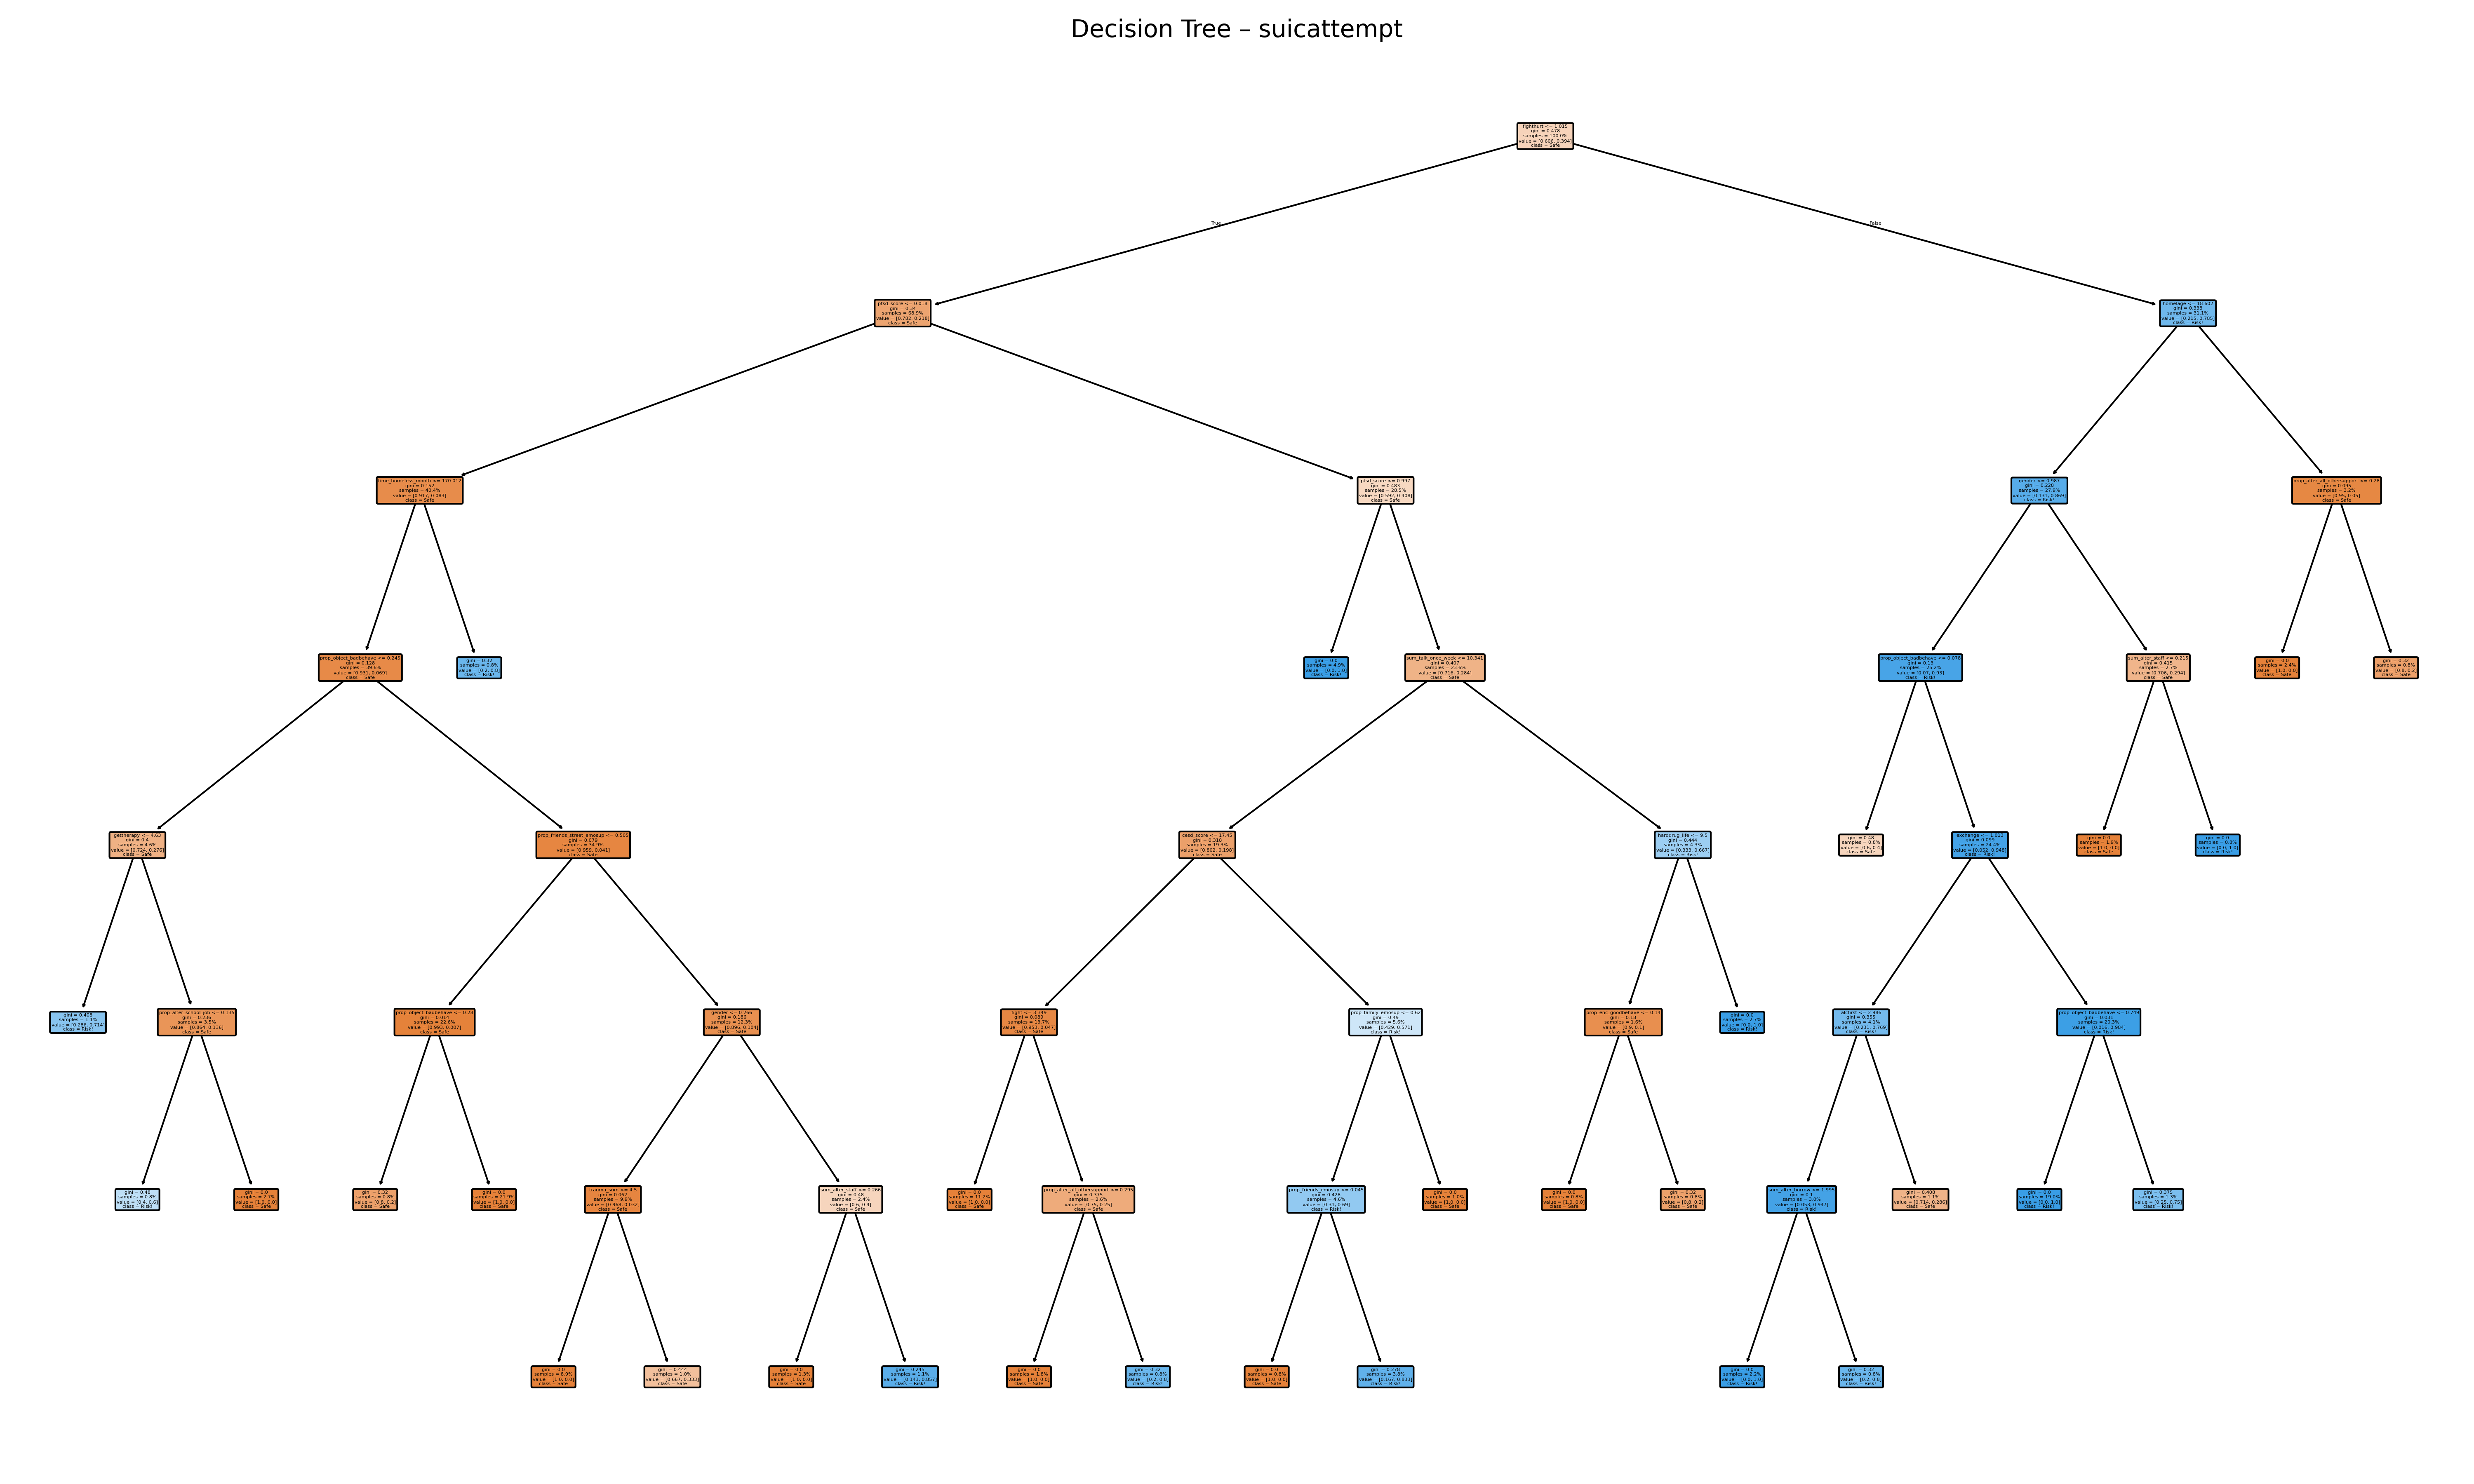 Decision Tree – suicattempt
fighthurt <= 1.015
gini = 0.478
samples = 100.0%
value = [0.606, 0.394]
class = Safe
True
False
ptsd_score <= 0.018
gini = 0.34
samples = 68.9%
value = [0.782, 0.218]
class = Safe
homelage <= 18.602
gini = 0.338
samples = 31.1%
value = [0.215, 0.785]
class = Risk!
time_homeless_month <= 170.012
gini = 0.152
samples = 40.4%
value = [0.917, 0.083]
class = Safe
ptsd_score <= 0.997
gini = 0.483
samples = 28.5%
value = [0.592, 0.408]
class = Safe
gender <= 0.987
gini = 0.228
samples = 27.9%
value = [0.131, 0.869]
class = Risk!
prop_alter_all_othersupport <= 0.28
gini = 0.095
samples = 3.2%
value = [0.95, 0.05]
class = Safe
prop_object_badbehave <= 0.245
gini = 0.128
samples = 39.6%
value = [0.931, 0.069]
class = Safe
gini = 0.32
samples = 0.8%
value = [0.2, 0.8]
class = Risk!
gini = 0.0
samples = 4.9%
value = [0.0, 1.0]
class = Risk!
sum_talk_once_week <= 10.341
gini = 0.407
samples = 23.6%
value = [0.716, 0.284]
class = Safe
prop_object_badbehave <= 0.078
gini = 0.13
samples = 25.2%
value = [0.07, 0.93]
class = Risk!
sum_alter_staff <= 0.215
gini = 0.415
samples = 2.7%
value = [0.706, 0.294]
class = Safe
gini = 0.0
samples = 2.4%
value = [1.0, 0.0]
class = Safe
gini = 0.32
samples = 0.8%
value = [0.8, 0.2]
class = Safe
gettherapy <= 4.63
gini = 0.4
samples = 4.6%
value = [0.724, 0.276]
class = Safe
prop_friends_street_emosup <= 0.505
gini = 0.079
samples = 34.9%
value = [0.959, 0.041]
class = Safe
cesd_score <= 17.45
gini = 0.318
samples = 19.3%
value = [0.802, 0.198]
class = Safe
harddrug_life <= 9.5
gini = 0.444
samples = 4.3%
value = [0.333, 0.667]
class = Risk!
gini = 0.48
samples = 0.8%
value = [0.6, 0.4]
class = Safe
exchange <= 1.013
gini = 0.099
samples = 24.4%
value = [0.052, 0.948]
class = Risk!
gini = 0.0
samples = 1.9%
value = [1.0, 0.0]
class = Safe
gini = 0.0
samples = 0.8%
value = [0.0, 1.0]
class = Risk!
gini = 0.408
samples = 1.1%
value = [0.286, 0.714]
class = Risk!
prop_alter_school_job <= 0.135
gini = 0.236
samples = 3.5%
value = [0.864, 0.136]
class = Safe
prop_object_badbehave <= 0.28
gini = 0.014
samples = 22.6%
value = [0.993, 0.007]
class = Safe
gender <= 0.266
gini = 0.186
samples = 12.3%
value = [0.896, 0.104]
class = Safe
fight <= 3.349
gini = 0.089
samples = 13.7%
value = [0.953, 0.047]
class = Safe
prop_family_emosup <= 0.62
gini = 0.49
samples = 5.6%
value = [0.429, 0.571]
class = Risk!
prop_enc_goodbehave <= 0.14
gini = 0.18
samples = 1.6%
value = [0.9, 0.1]
class = Safe
gini = 0.0
samples = 2.7%
value = [0.0, 1.0]
class = Risk!
alcfirst <= 2.986
gini = 0.355
samples = 4.1%
value = [0.231, 0.769]
class = Risk!
prop_object_badbehave <= 0.749
gini = 0.031
samples = 20.3%
value = [0.016, 0.984]
class = Risk!
gini = 0.48
samples = 0.8%
value = [0.4, 0.6]
class = Risk!
gini = 0.0
samples = 2.7%
value = [1.0, 0.0]
class = Safe
gini = 0.32
samples = 0.8%
value = [0.8, 0.2]
class = Safe
gini = 0.0
samples = 21.9%
value = [1.0, 0.0]
class = Safe
trauma_sum <= 4.5
gini = 0.062
samples = 9.9%
value = [0.968, 0.032]
class = Safe
sum_alter_staff <= 0.266
gini = 0.48
samples = 2.4%
value = [0.6, 0.4]
class = Safe
gini = 0.0
samples = 11.2%
value = [1.0, 0.0]
class = Safe
prop_alter_all_othersupport <= 0.295
gini = 0.375
samples = 2.6%
value = [0.75, 0.25]
class = Safe
prop_friends_emosup <= 0.045
gini = 0.428
samples = 4.6%
value = [0.31, 0.69]
class = Risk!
gini = 0.0
samples = 1.0%
value = [1.0, 0.0]
class = Safe
gini = 0.0
samples = 0.8%
value = [1.0, 0.0]
class = Safe
gini = 0.32
samples = 0.8%
value = [0.8, 0.2]
class = Safe
sum_alter_borrow <= 1.995
gini = 0.1
samples = 3.0%
value = [0.053, 0.947]
class = Risk!
gini = 0.408
samples = 1.1%
value = [0.714, 0.286]
class = Safe
gini = 0.0
samples = 19.0%
value = [0.0, 1.0]
class = Risk!
gini = 0.375
samples = 1.3%
value = [0.25, 0.75]
class = Risk!
gini = 0.0
samples = 8.9%
value = [1.0, 0.0]
class = Safe
gini = 0.444
samples = 1.0%
value = [0.667, 0.333]
class = Safe
gini = 0.0
samples = 1.3%
value = [1.0, 0.0]
class = Safe
gini = 0.245
samples = 1.1%
value = [0.143, 0.857]
class = Risk!
gini = 0.0
samples = 1.8%
value = [1.0, 0.0]
class = Safe
gini = 0.32
samples = 0.8%
value = [0.2, 0.8]
class = Risk!
gini = 0.0
samples = 0.8%
value = [1.0, 0.0]
class = Safe
gini = 0.278
samples = 3.8%
value = [0.167, 0.833]
class = Risk!
gini = 0.0
samples = 2.2%
value = [0.0, 1.0]
class = Risk!
gini = 0.32
samples = 0.8%
value = [0.2, 0.8]
class = Risk!